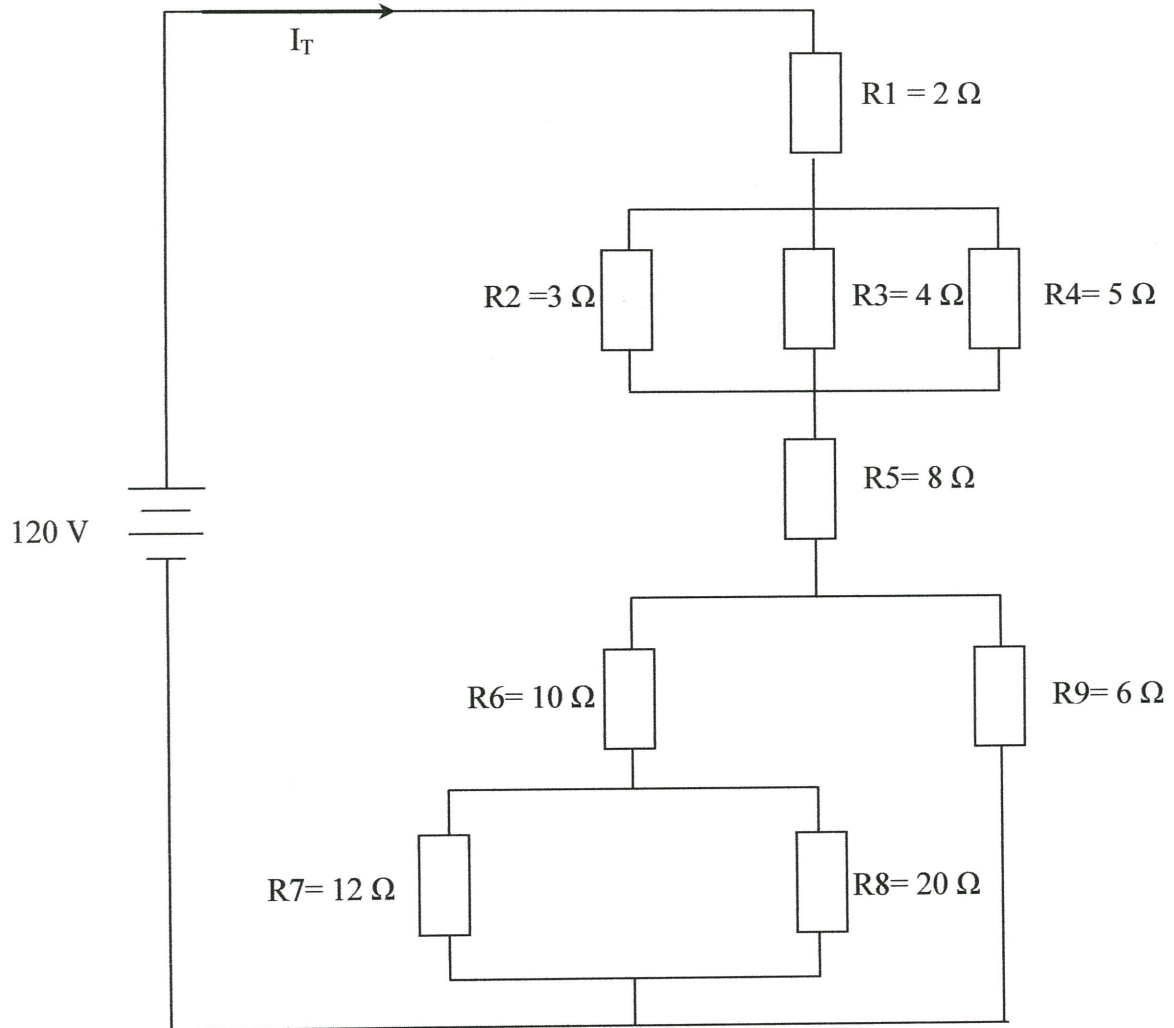 I_T
R1 = 2 Ω
R2 =3 Ω
R3= 4 Ω
R4= 5 Ω
R5= 8 Ω
120 V
R6= 10 Ω
R9= 6 Ω
R7= 12 Ω
R8= 20 Ω